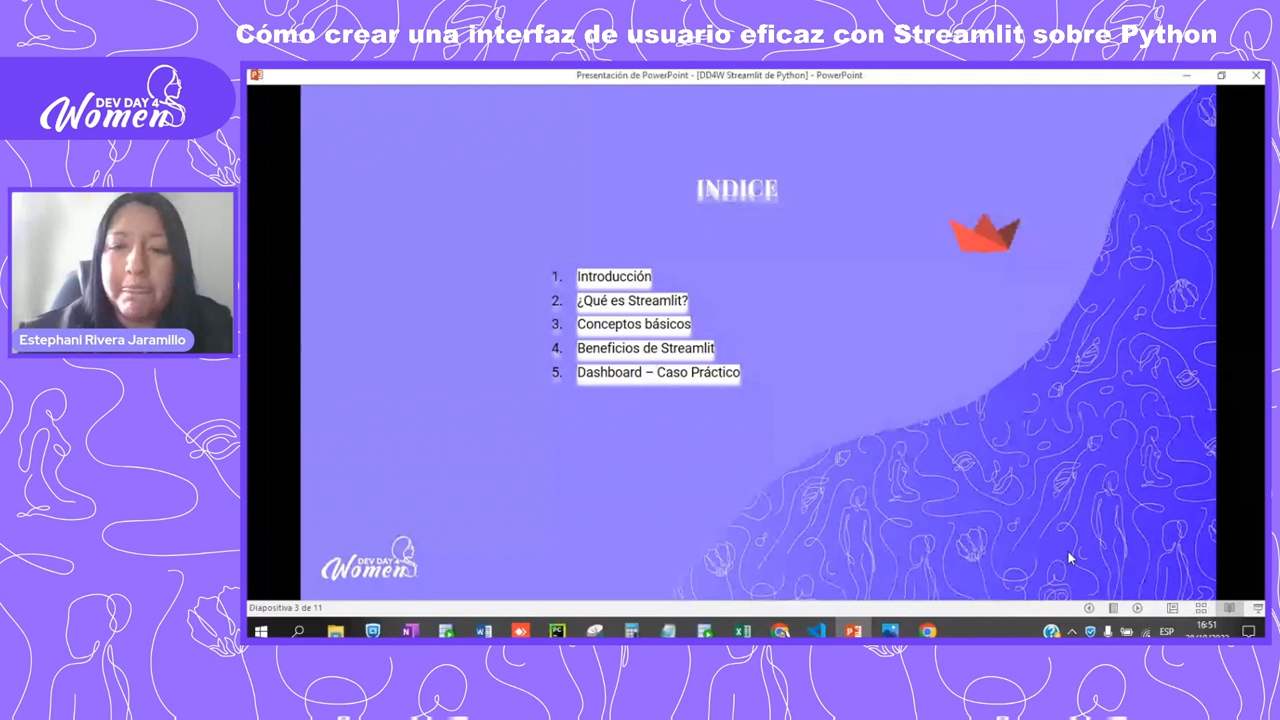 Cómo crear una interfaz de usuario eficaz con Streamlit sobre Python
DEV DAY 4
Women
Estephani Rivera Jaramillo
Presentación de PowerPoint - [DD4W Streamlit de Python] - PowerPoint
INDICE
1. Introducción
2. ¿Qué es Streamlit?
3. Conceptos básicos
4. Beneficios de Streamlit
5. Dashboard – Caso Práctico
DEV DAY 4
Women
Diapositiva 3 de 11
ESP
16:51